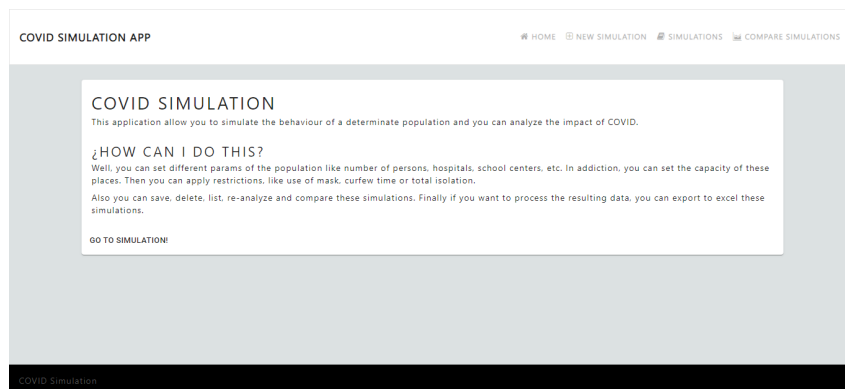 COVID SIMULATION APP
HOME NEW SIMULATION SIMULATIONS COMPARE SIMULATIONS
COVID SIMULATION
This application allow you to simulate the behaviour of a determinate population and you can analyze the impact of COVID.
¿HOW CAN I DO THIS?
Well, you can set different params of the population like number of persons, hospitals, school centers, etc. In addiction, you can set the capacity of these
places. Then you can apply restrictions, like use of mask, curfew time or total isolation.
Also you can save, delete, list, re-analyze and compare these simulations. Finally if you want to process the resulting data, you can export to excel these
simulations.
GO TO SIMULATION!
COVID Simulation